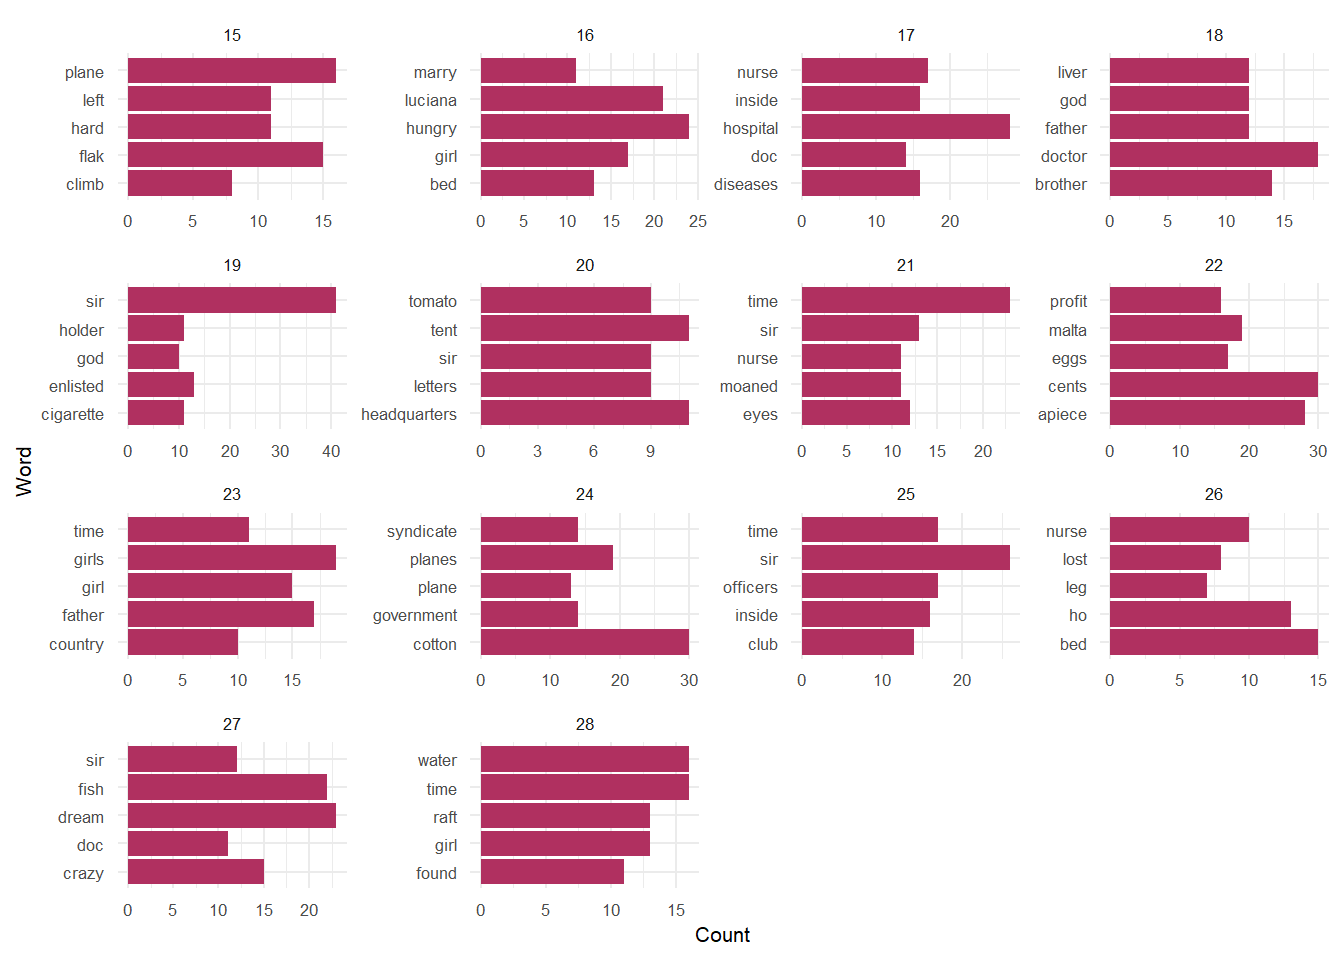 15
plane
left
hard
flak
climb
0 5 10 15
16
marry
luciana
hungry
girl
bed
0 5 10 15 20 25
17
nurse
inside
hospital
doc
diseases
10 20
18
liver
god
father
doctor
brother
0 5 10 15
19
sir
holder
god
enlisted
cigarette
0 10 20 30 40
20
tomato
tent
sir
letters
headquarters
0 3 6 9
21
time
sir
nurse
moaned
eyes
0 5 10 15 20
22
profit
malta
eggs
cents
apiece
0 10 20 30
23
time
girls
girl
father
country
0 5 10 15
24
syndicate
planes
plane
government
cotton
0 10 20 30
25
time
sir
officers
inside
club
0 10 20
26
nurse
lost
leg
ho
bed
0 5 10 15
27
sir
fish
dream
doc
crazy
0 5 10 15 20
28
water
time
raft
girl
found
0 5 10 15
Word
Count